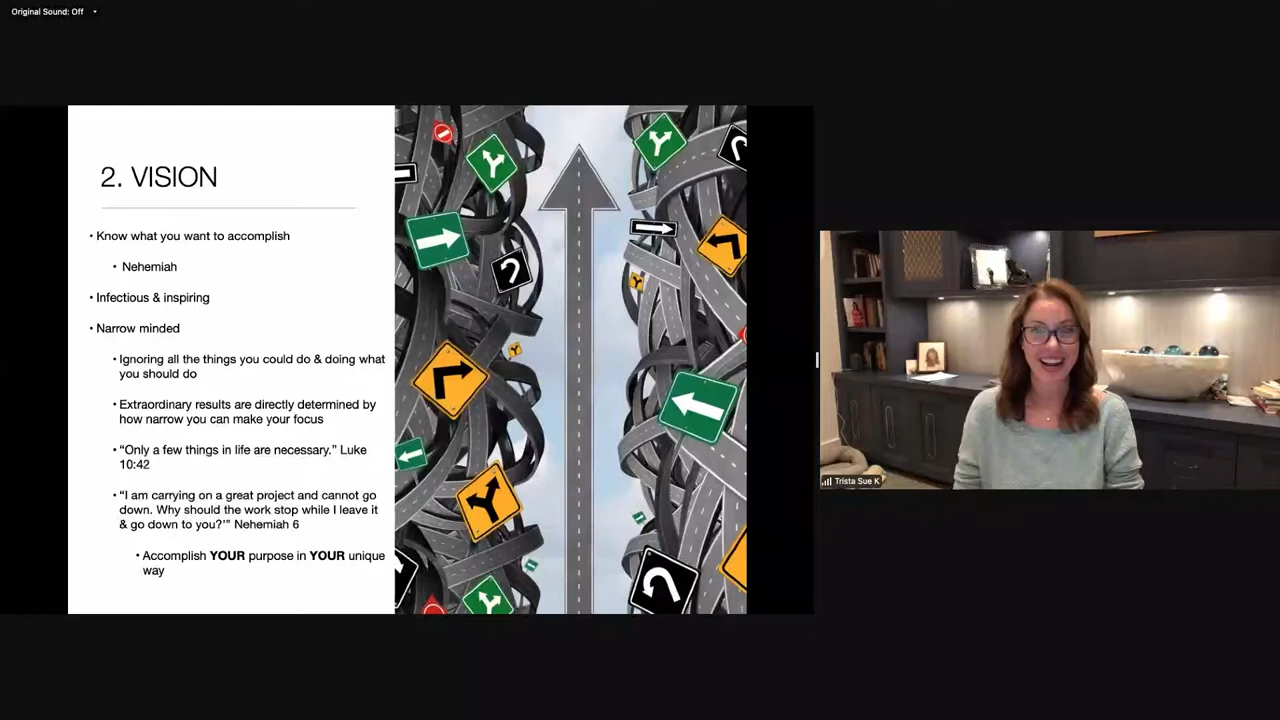 Original Sound: Off
2. VISION
• Know what you want to accomplish
• Nehemiah
• Infectious & inspiring
• Narrow minded
• Ignoring all the things you could do & doing what
you should do
• Extraordinary results are directly determined by
how narrow you can make your focus
• “Only a few things in life are necessary.” Luke
10:42
• “I am carrying on a great project and cannot go
down. Why should the work stop while I leave it
& go down to you?’” Nehemiah 6
• Accomplish YOUR purpose in YOUR unique
way
Trista Sue K